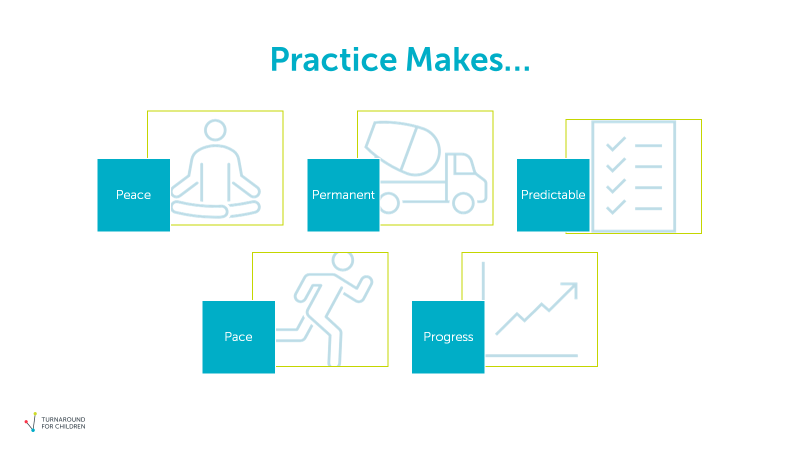 Practice Makes...
Peace
Permanent
Predictable
Pace
Progress
TURNAROUND
FOR CHILDREN